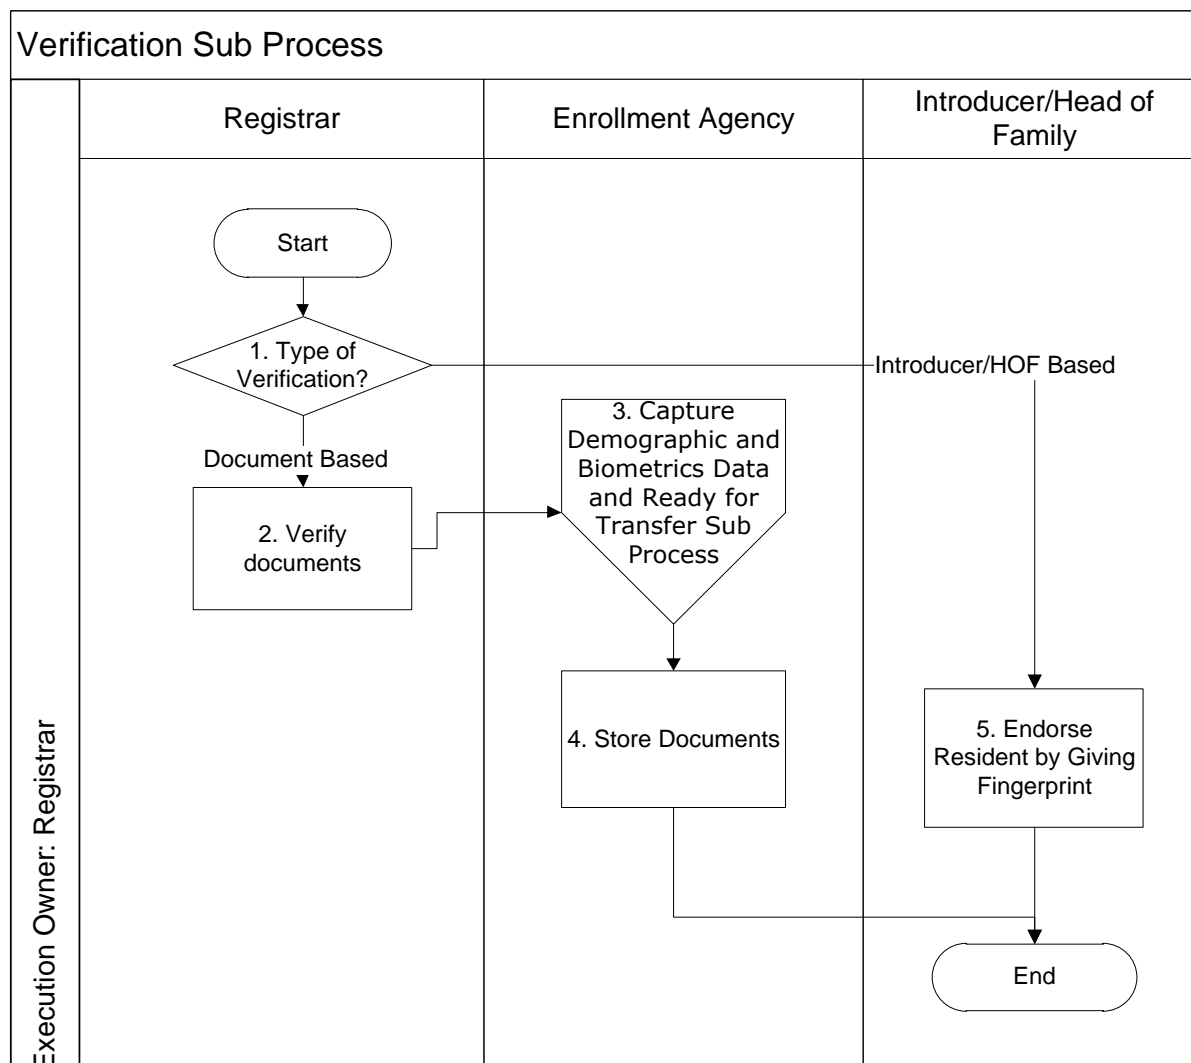 Verification Sub Process
Registrar
Enrollment Agency
Introducer/Head of
Family
Start
1. Type of
Verification?
Introducer/HOF Based
Document Based
2. Verify
documents
3. Capture
Demographic and
Biometrics Data
and Ready for
Transfer Sub
Process
4. Store Documents
5. Endorse
Resident by Giving
Fingerprint
End
Execution Owner: Registrar